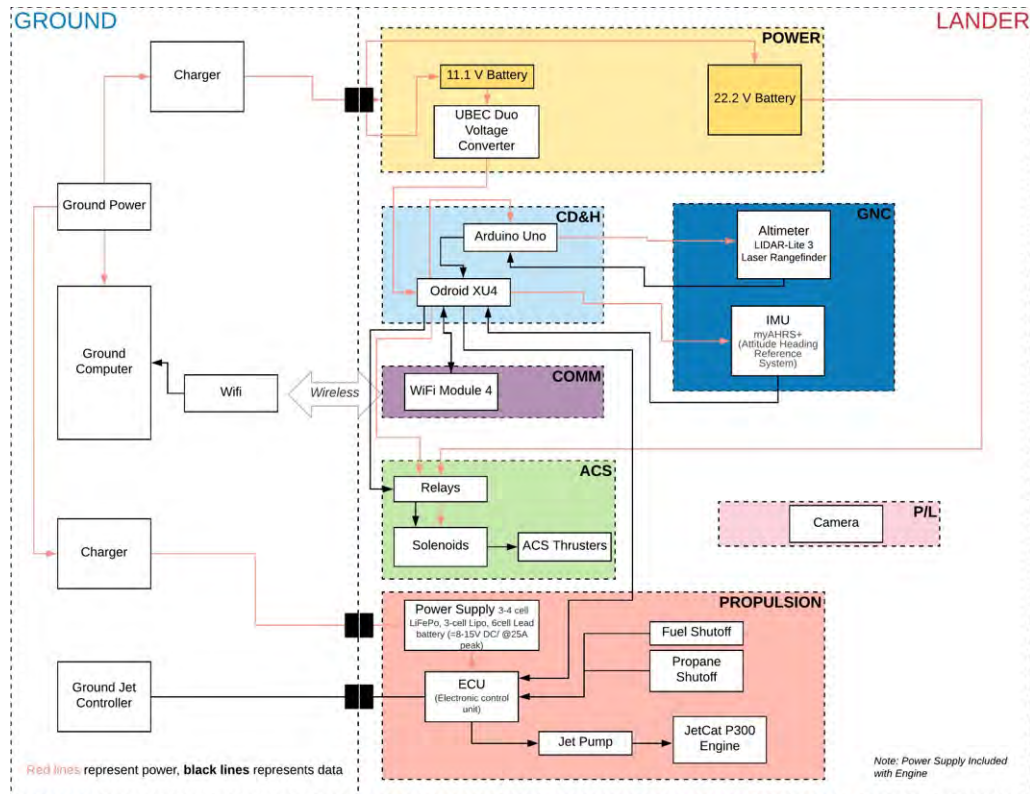 GROUND
LANDER
POWER
Charger
11.1 V Battery
22.2 V Battery
UBEC Duo
Voltage
Converter
Ground Power
CD&H
GNC
Arduino Uno
Altimeter
LIDAR-Lite 3
Laser Rangefinder
Odroid XU4
IMU
myAHRS+
(Attitude Heading
Reference
System)
Ground
Computer
Wifi
Wireless
COMM
WiFi Module 4
ACS
Relays
Solenoids
ACS Thrusters
P/L
Camera
Charger
PROPULSION
Power Supply 3-4 cell
LiFePo, 3-cell Lipo, 6cell Lead
battery (=8-15V DC/ @25A
peak)
Fuel Shutoff
Propane
Shutoff
Ground Jet
Controller
ECU
(Electronic control
unit)
Jet Pump
JetCat P300
Engine
Red lines represent power, black lines represents data
Note: Power Supply Included
with Engine